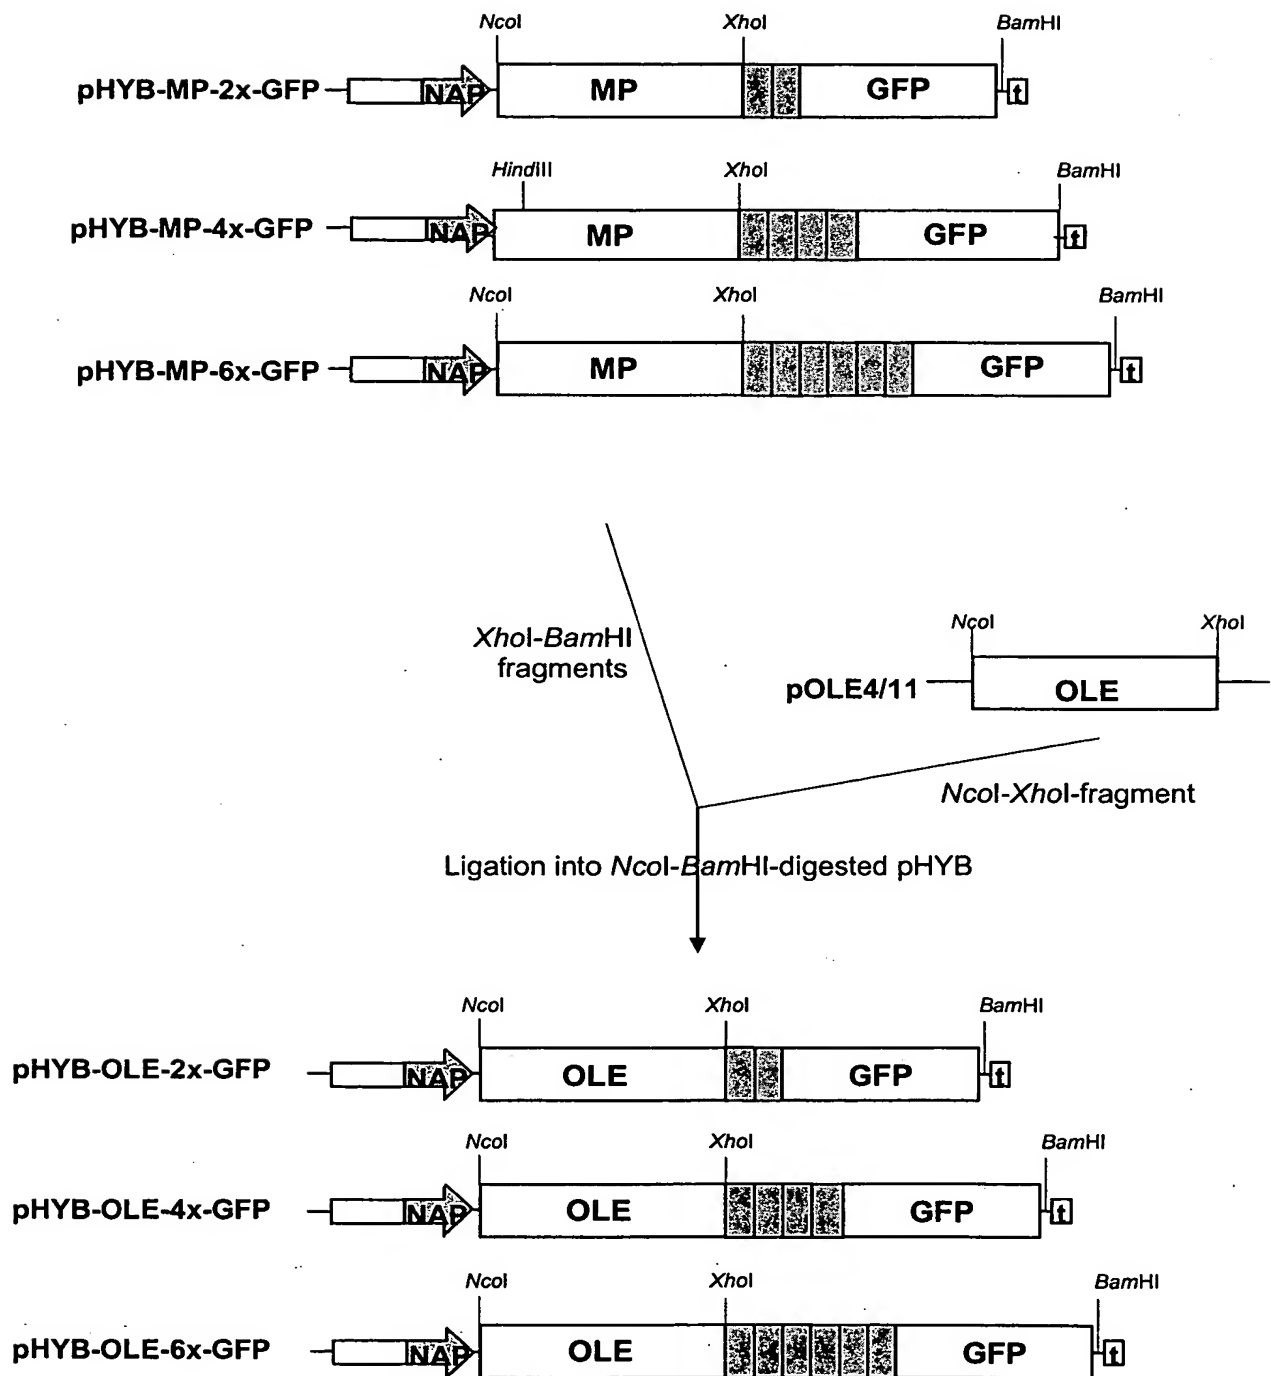 NcoI XhoI BamHI
pHYB-MP-2x-GFP NAP MP GFP t
HindIII XhoI BamHI
pHYB-MP-4x-GFP NAP MP GFP t
NcoI XhoI BamHI
pHYB-MP-6x-GFP NAP MP GFP t
XhoI-BamHI
fragments
NcoI XhoI
pOLE4/11 OLE
NcoI-XhoI-fragment
Ligation into NcoI-BamHI-digested pHYB
NcoI XhoI BamHI
pHYB-OLE-2x-GFP NAP OLE GFP t
NcoI XhoI BamHI
pHYB-OLE-4x-GFP NAP OLE GFP t
NcoI XhoI BamHI
pHYB-OLE-6x-GFP NAP OLE GFP t